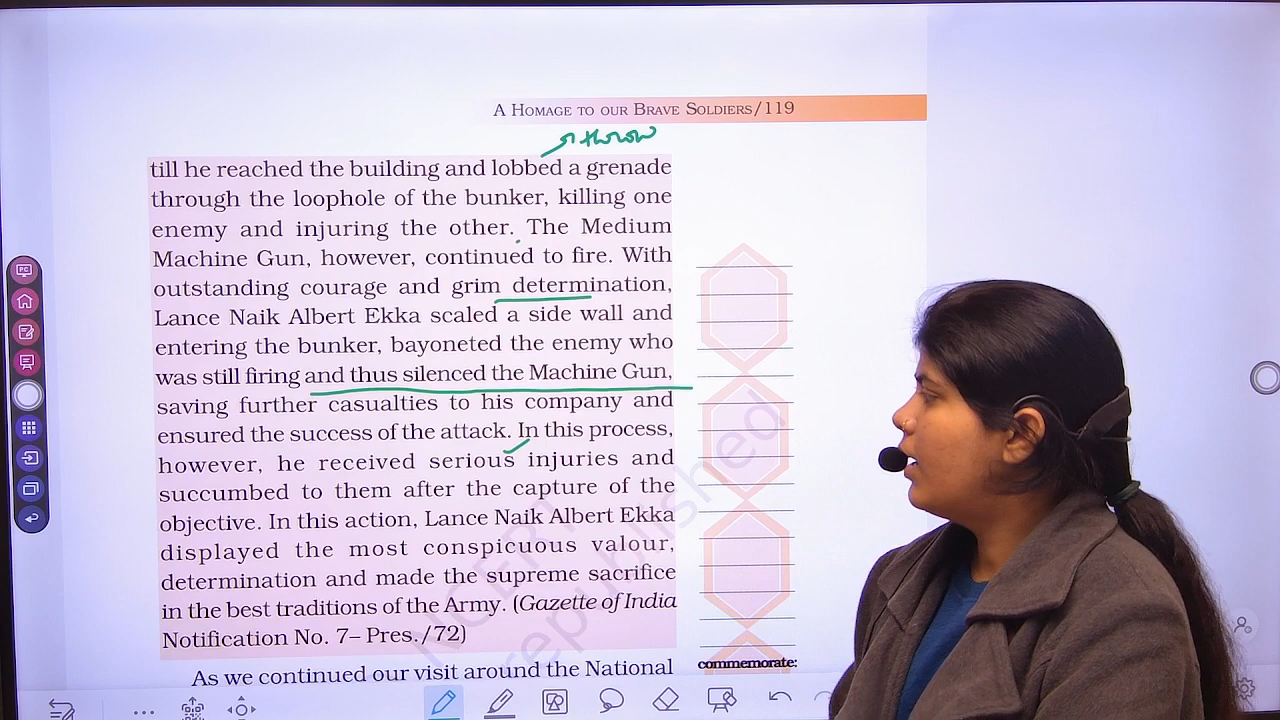 A HOMAGE TO OUR BRAVE SOLDIERS/119
throw
till he reached the building and lobbed a grenade
through the loophole of the bunker, killing one
enemy and injuring the other. The Medium
Machine Gun, however, continued to fire. With
outstanding courage and grim determination,
Lance Naik Albert Ekka scaled a side wall and
entering the bunker, bayoneted the enemy who
was still firing and thus silenced the Machine Gun,
saving further casualties to his company and
ensured the success of the attack. In this process,
however, he received serious injuries and
succumbed to them after the capture of the
objective. In this action, Lance Naik Albert Ekka
displayed the most conspicuous valour,
determination and made the supreme sacrifice
in the best traditions of the Army. (Gazette of India
Notification No. 7– Pres./72)
As we continued our visit around the National
commemorate: